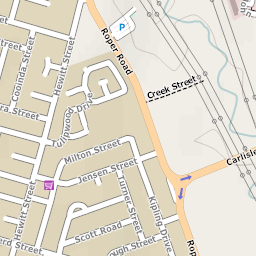 P
Roper Road
Hewitt Street
Coolinda Street
Creek Street
Tulipwood Drive
Milton Street
Jensen Street
Carlisle
Hewitt Street
Turner Street
Kipling Drive
Scott Road